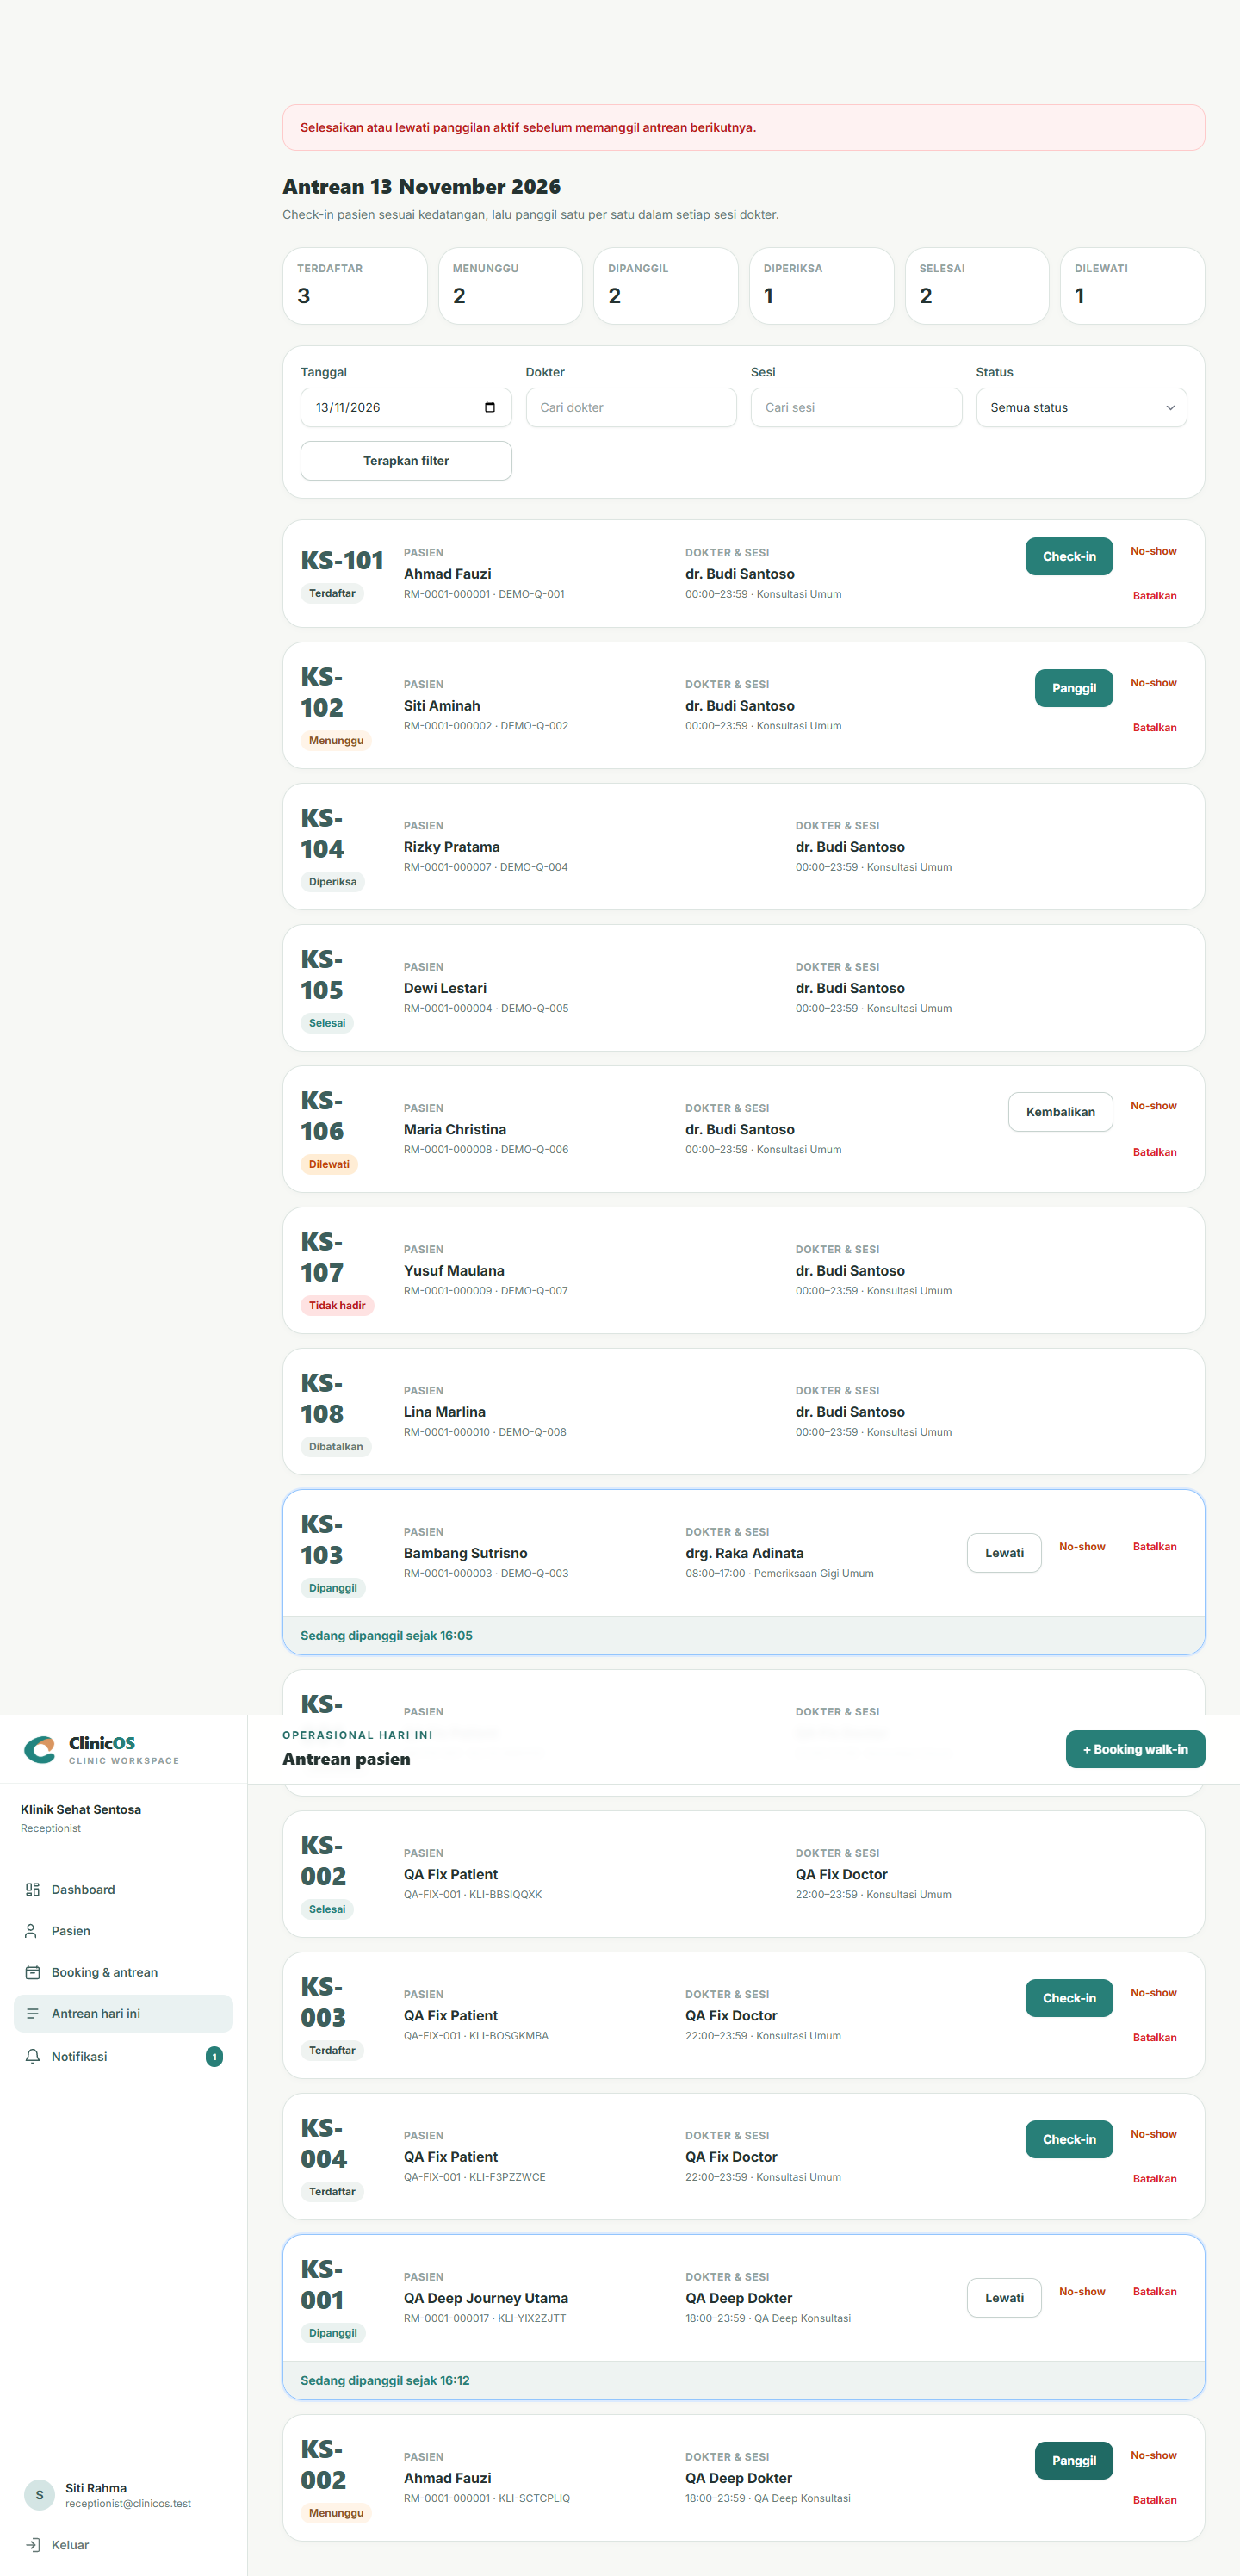 Selesaikan atau lewati panggilan aktif sebelum memanggil antrean berikutnya.
Antrean 13 November 2026
Check-in pasien sesuai kedatangan, lalu panggil satu per satu dalam setiap sesi dokter.
TERDAFTAR
3
MENUNGGU
2
DIPANGGIL
2
DIPERIKSA
1
SELESAI
2
DILEWATI
1
Tanggal
13/11/2026
Dokter
Cari dokter
Sesi
Cari sesi
Status
Semua status
Terapkan filter
KS-101
Terdaftar
PASIEN
Ahmad Fauzi
RM-0001-000001 · DEMO-Q-001
DOKTER & SESI
dr. Budi Santoso
00:00–23:59 · Konsultasi Umum
Check-in
No-show
Batalkan
KS-
102
Menunggu
PASIEN
Siti Aminah
RM-0001-000002 · DEMO-Q-002
DOKTER & SESI
dr. Budi Santoso
00:00–23:59 · Konsultasi Umum
Panggil
No-show
Batalkan
KS-
104
Diperiksa
PASIEN
Rizky Pratama
RM-0001-000007 · DEMO-Q-004
DOKTER & SESI
dr. Budi Santoso
00:00–23:59 · Konsultasi Umum
KS-
105
Selesai
PASIEN
Dewi Lestari
RM-0001-000004 · DEMO-Q-005
DOKTER & SESI
dr. Budi Santoso
00:00–23:59 · Konsultasi Umum
KS-
106
Dilewati
PASIEN
Maria Christina
RM-0001-000008 · DEMO-Q-006
DOKTER & SESI
dr. Budi Santoso
00:00–23:59 · Konsultasi Umum
Kembalikan
No-show
Batalkan
KS-
107
Tidak hadir
PASIEN
Yusuf Maulana
RM-0001-000009 · DEMO-Q-007
DOKTER & SESI
dr. Budi Santoso
00:00–23:59 · Konsultasi Umum
KS-
108
Dibatalkan
PASIEN
Lina Marlina
RM-0001-000010 · DEMO-Q-008
DOKTER & SESI
dr. Budi Santoso
00:00–23:59 · Konsultasi Umum
KS-
103
Dipanggil
PASIEN
Bambang Sutrisno
RM-0001-000003 · DEMO-Q-003
DOKTER & SESI
drg. Raka Adinata
08:00–17:00 · Pemeriksaan Gigi Umum
Lewati
No-show
Batalkan
Sedang dipanggil sejak 16:05
KS-
PASIEN
DOKTER & SESI
ClinicOS
CLINIC WORKSPACE
OPERASIONAL HARI INI
Antrean pasien
+ Booking walk-in
Klinik Sehat Sentosa
Receptionist
Dashboard
Pasien
Booking & antrean
Antrean hari ini
Notifikasi
1
Siti Rahma
S
receptionist@clinicos.test
Keluar
KS-
002
Selesai
PASIEN
QA Fix Patient
QA-FIX-001 · KLI-BBSIQQXK
DOKTER & SESI
QA Fix Doctor
22:00–23:59 · Konsultasi Umum
KS-
003
Terdaftar
PASIEN
QA Fix Patient
QA-FIX-001 · KLI-BOSGKMBA
DOKTER & SESI
QA Fix Doctor
22:00–23:59 · Konsultasi Umum
Check-in
No-show
Batalkan
KS-
004
Terdaftar
PASIEN
QA Fix Patient
QA-FIX-001 · KLI-F3PZZWCE
DOKTER & SESI
QA Fix Doctor
22:00–23:59 · Konsultasi Umum
Check-in
No-show
Batalkan
KS-
001
Dipanggil
PASIEN
QA Deep Journey Utama
RM-0001-000017 · KLI-YIX2ZJTT
DOKTER & SESI
QA Deep Dokter
18:00–23:59 · QA Deep Konsultasi
Lewati
No-show
Batalkan
Sedang dipanggil sejak 16:12
KS-
002
Menunggu
PASIEN
Ahmad Fauzi
RM-0001-000001 · KLI-SCTCPLIQ
DOKTER & SESI
QA Deep Dokter
18:00–23:59 · QA Deep Konsultasi
Panggil
No-show
Batalkan